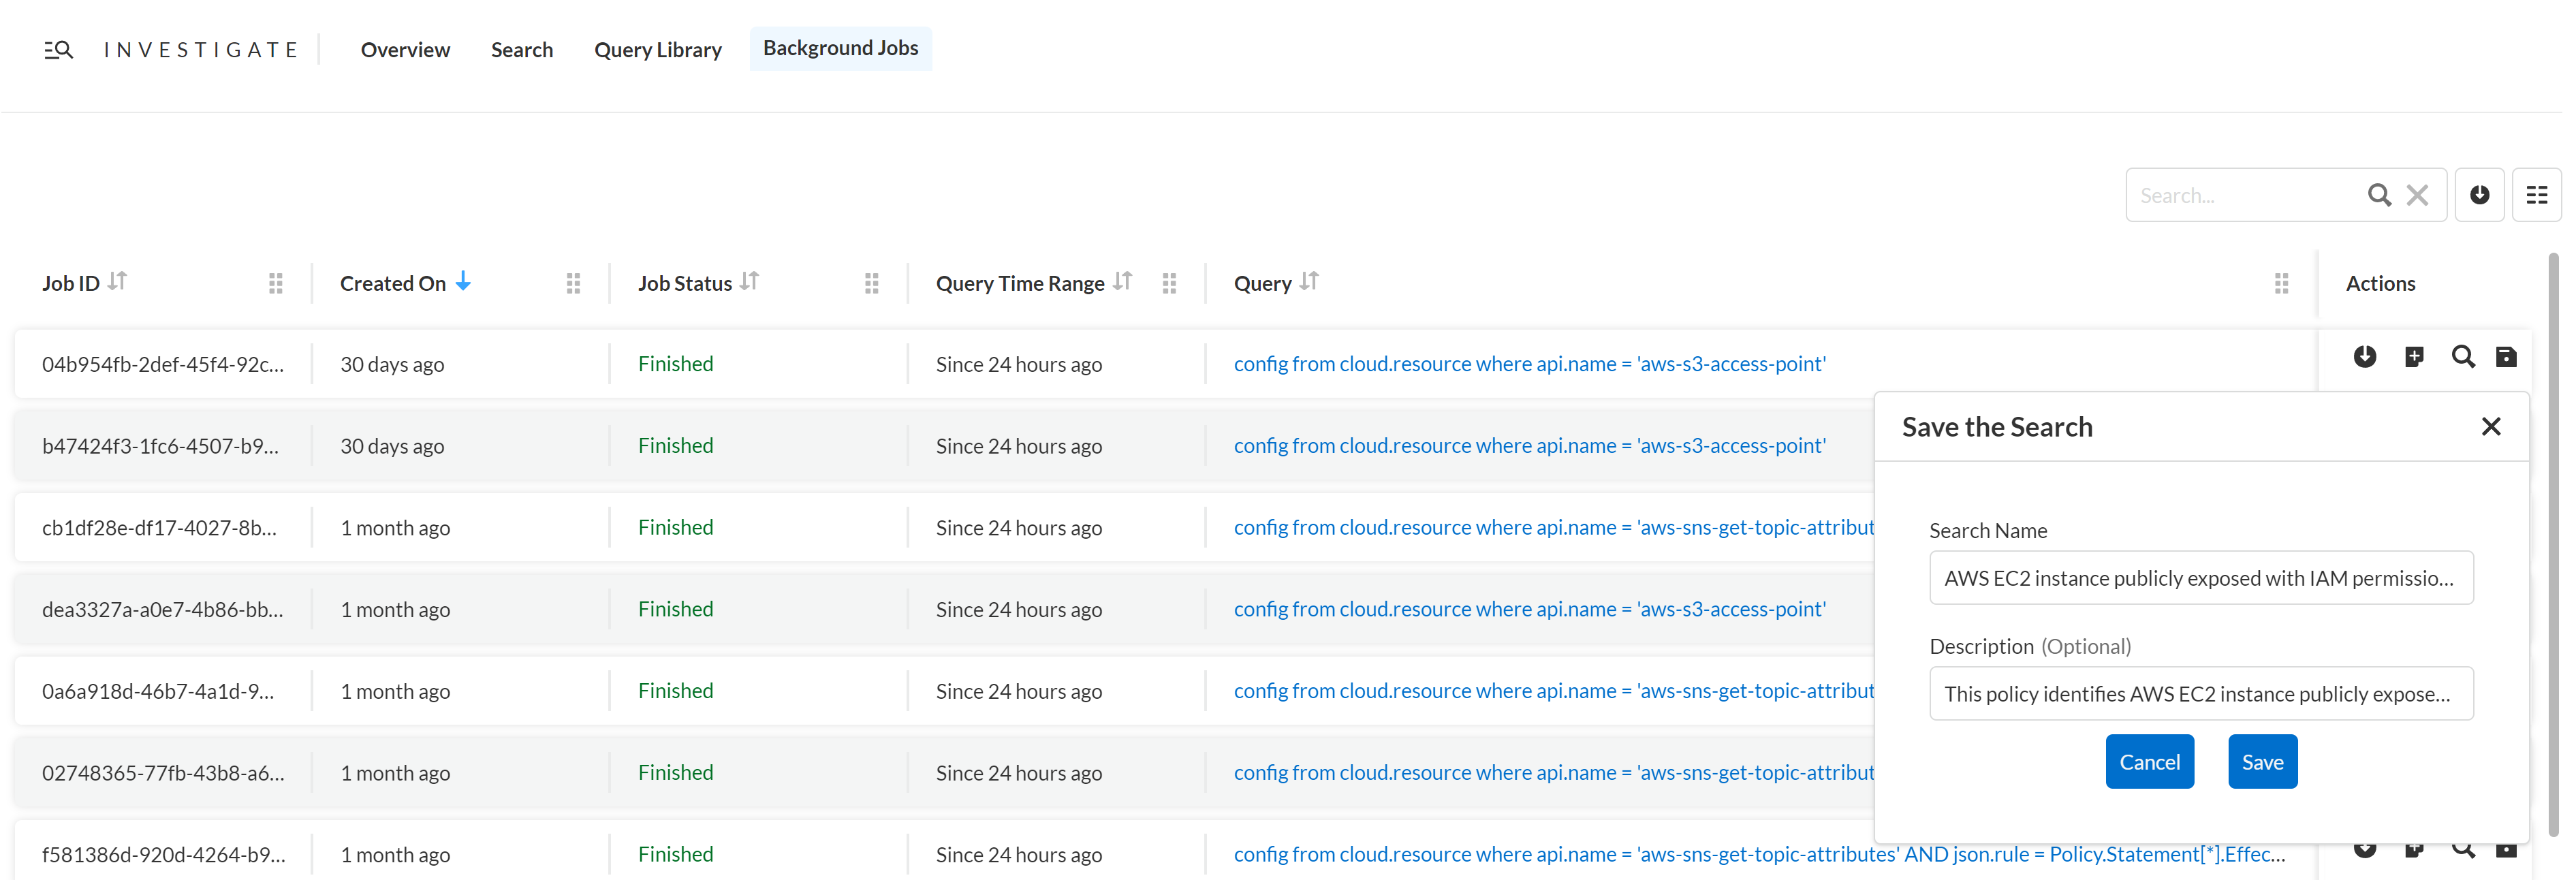 INVESTIGATE Overview Search Query Library Background Jobs
Search...
Job ID Created On Job Status Query Time Range Query Actions
04b954fb-2def-45f4-92c... 30 days ago Finished Since 24 hours ago config from cloud.resource where api.name = 'aws-s3-access-point'
b47424f3-1fc6-4507-b9... 30 days ago Finished Since 24 hours ago config from cloud.resource where api.name = 'aws-s3-access-point'
cb1df28e-df17-4027-8b... 1 month ago Finished Since 24 hours ago config from cloud.resource where api.name = 'aws-sns-get-topic-attribut
dea3327a-a0e7-4b86-bb... 1 month ago Finished Since 24 hours ago config from cloud.resource where api.name = 'aws-s3-access-point'
0a6a918d-46b7-4a1d-9... 1 month ago Finished Since 24 hours ago config from cloud.resource where api.name = 'aws-sns-get-topic-attribut
02748365-77fb-43b8-a6... 1 month ago Finished Since 24 hours ago config from cloud.resource where api.name = 'aws-sns-get-topic-attribut
f581386d-920d-4264-b9... 1 month ago Finished Since 24 hours ago config from cloud.resource where api.name = 'aws-sns-get-topic-attributes' AND json.rule = Policy.Statement[*].Effec...
Save the Search
Search Name
AWS EC2 instance publicly exposed with IAM permissio...
Description (Optional)
This policy identifies AWS EC2 instance publicly expose...
Cancel Save